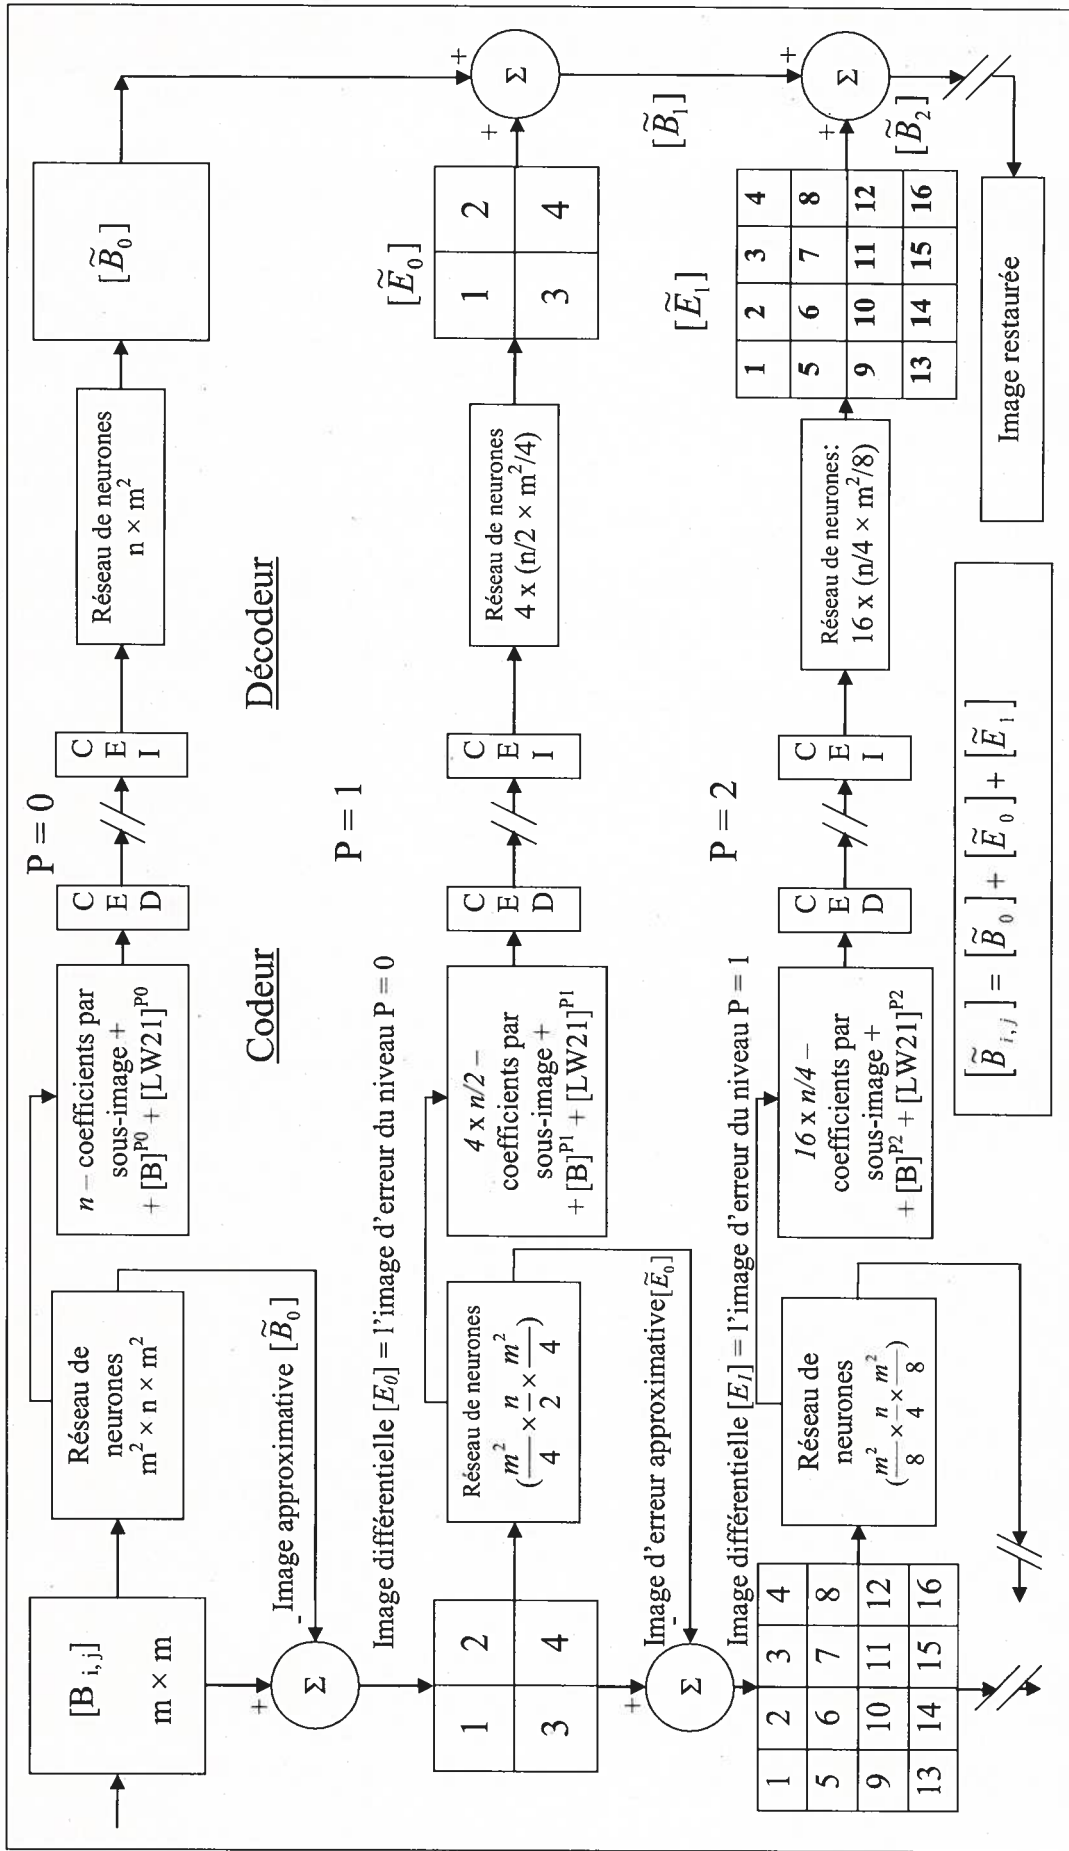 [B i,j]
m × m
Réseau de
neurones
m² × n × m²
n – coefficients par
sous-image +
+ [B]^P0 + [LW21]^P0
C
E
D
P = 0
C
E
I
Réseau de neurones
n × m²
[B̃₀]
+
Σ
-
Image approximative [B̃₀]
Codeur
Décodeur
Image différentielle [E₀] = l'image d'erreur du niveau P = 0
P = 1
1 2
3 4
Réseau de neurones
(m²/4 × n/2 × m²/4)
4 x n/2 –
coefficients par
sous-image +
+ [B]^P1 + [LW21]^P1
C
E
D
C
E
I
Réseau de neurones
4 x (n/2 × m²/4)
[Ẽ₀]
1 2
3 4
+
+
Σ
[B̃₁]
+
Σ
-
Image d'erreur approximative[Ẽ₀]
Image différentielle [E₁] = l'image d'erreur du niveau P = 1
P = 2
1 2 3 4
5 6 7 8
9 10 11 12
13 14 15 16
Réseau de
neurones
(m²/8 × n/4 × m²/8)
16 x n/4 –
coefficients par
sous-image +
+ [B]^P2 + [LW21]^P2
C
E
D
C
E
I
Réseau de neurones:
16 x (n/4 × m²/8)
[Ẽ₁]
1 2 3 4
5 6 7 8
9 10 11 12
13 14 15 16
+
+
Σ
[B̃₂]
[B̃ i,j] = [B̃₀] + [Ẽ₀] + [Ẽ₁]
Image restaurée